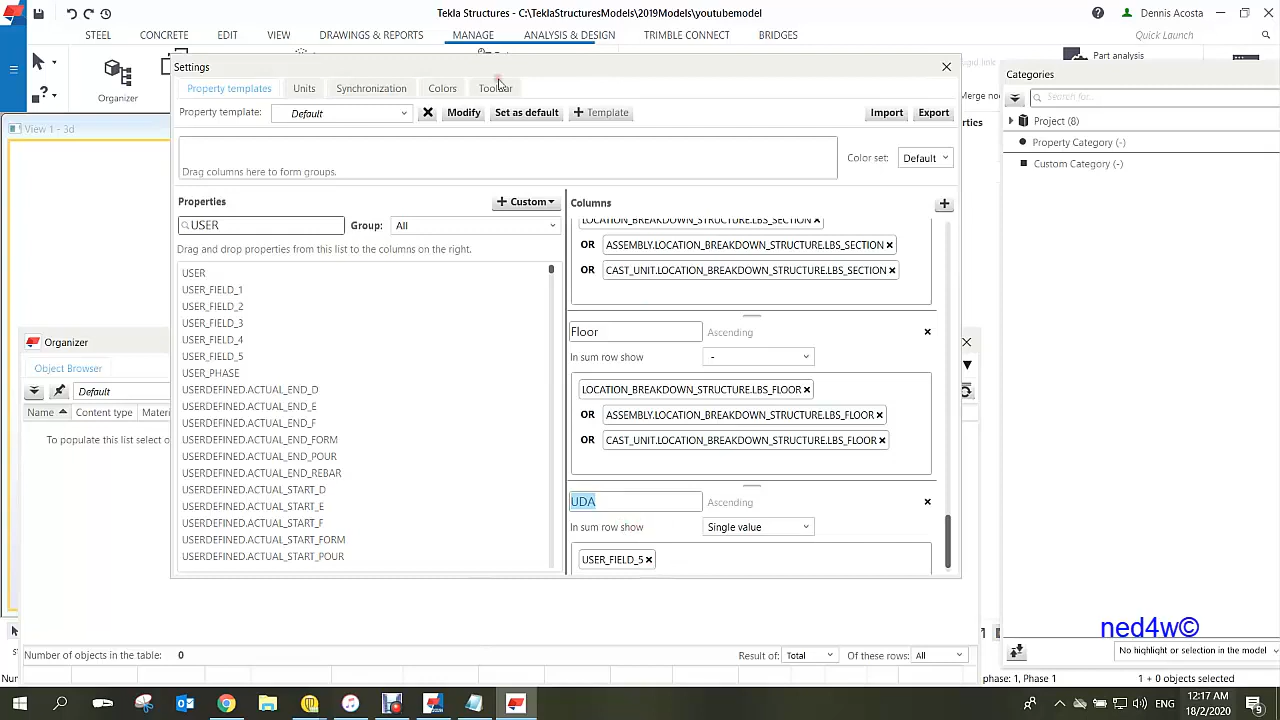 Tekla Structures - C:\TeklaStructuresModels\2019Models\youtubemodel
Dennis Acosta
STEEL CONCRETE EDIT VIEW DRAWINGS & REPORTS MANAGE ANALYSIS & DESIGN TRIMBLE CONNECT BRIDGES
Quick Launch
Part analysis
Organizer
Merge node
View 1 - 3d
Settings
Property templates Units Synchronization Colors Toolbar
Property template: Default Modify Set as default + Template Import Export
Drag columns here to form groups.
Color set: Default
Properties + Custom
USER Group: All
Drag and drop properties from this list to the columns on the right.
USER
USER_FIELD_1
USER_FIELD_2
USER_FIELD_3
USER_FIELD_4
USER_FIELD_5
USER_PHASE
USERDEFINED.ACTUAL_END_D
USERDEFINED.ACTUAL_END_E
USERDEFINED.ACTUAL_END_F
USERDEFINED.ACTUAL_END_FORM
USERDEFINED.ACTUAL_END_POUR
USERDEFINED.ACTUAL_END_REBAR
USERDEFINED.ACTUAL_START_D
USERDEFINED.ACTUAL_START_E
USERDEFINED.ACTUAL_START_F
USERDEFINED.ACTUAL_START_FORM
USERDEFINED.ACTUAL_START_POUR
Columns
LOCATION_BREAKDOWN_STRUCTURE.LBS_SECTION
OR ASSEMBLY.LOCATION_BREAKDOWN_STRUCTURE.LBS_SECTION
OR CAST_UNIT.LOCATION_BREAKDOWN_STRUCTURE.LBS_SECTION
Floor Ascending
In sum row show -
LOCATION_BREAKDOWN_STRUCTURE.LBS_FLOOR
OR ASSEMBLY.LOCATION_BREAKDOWN_STRUCTURE.LBS_FLOOR
OR CAST_UNIT.LOCATION_BREAKDOWN_STRUCTURE.LBS_FLOOR
UDA Ascending
In sum row show Single value
USER_FIELD_5
Organizer
Object Browser
Default
Name Content type
To populate this list select o
Number of objects in the table: 0
Result of: Total Of these rows: All
Categories
Search for...
Project (8)
Property Category (-)
Custom Category (-)
ned4w©
No highlight or selection in the model
phase: 1, Phase 1
1 + 0 objects selected
ENG
12:17 AM
18/2/2020